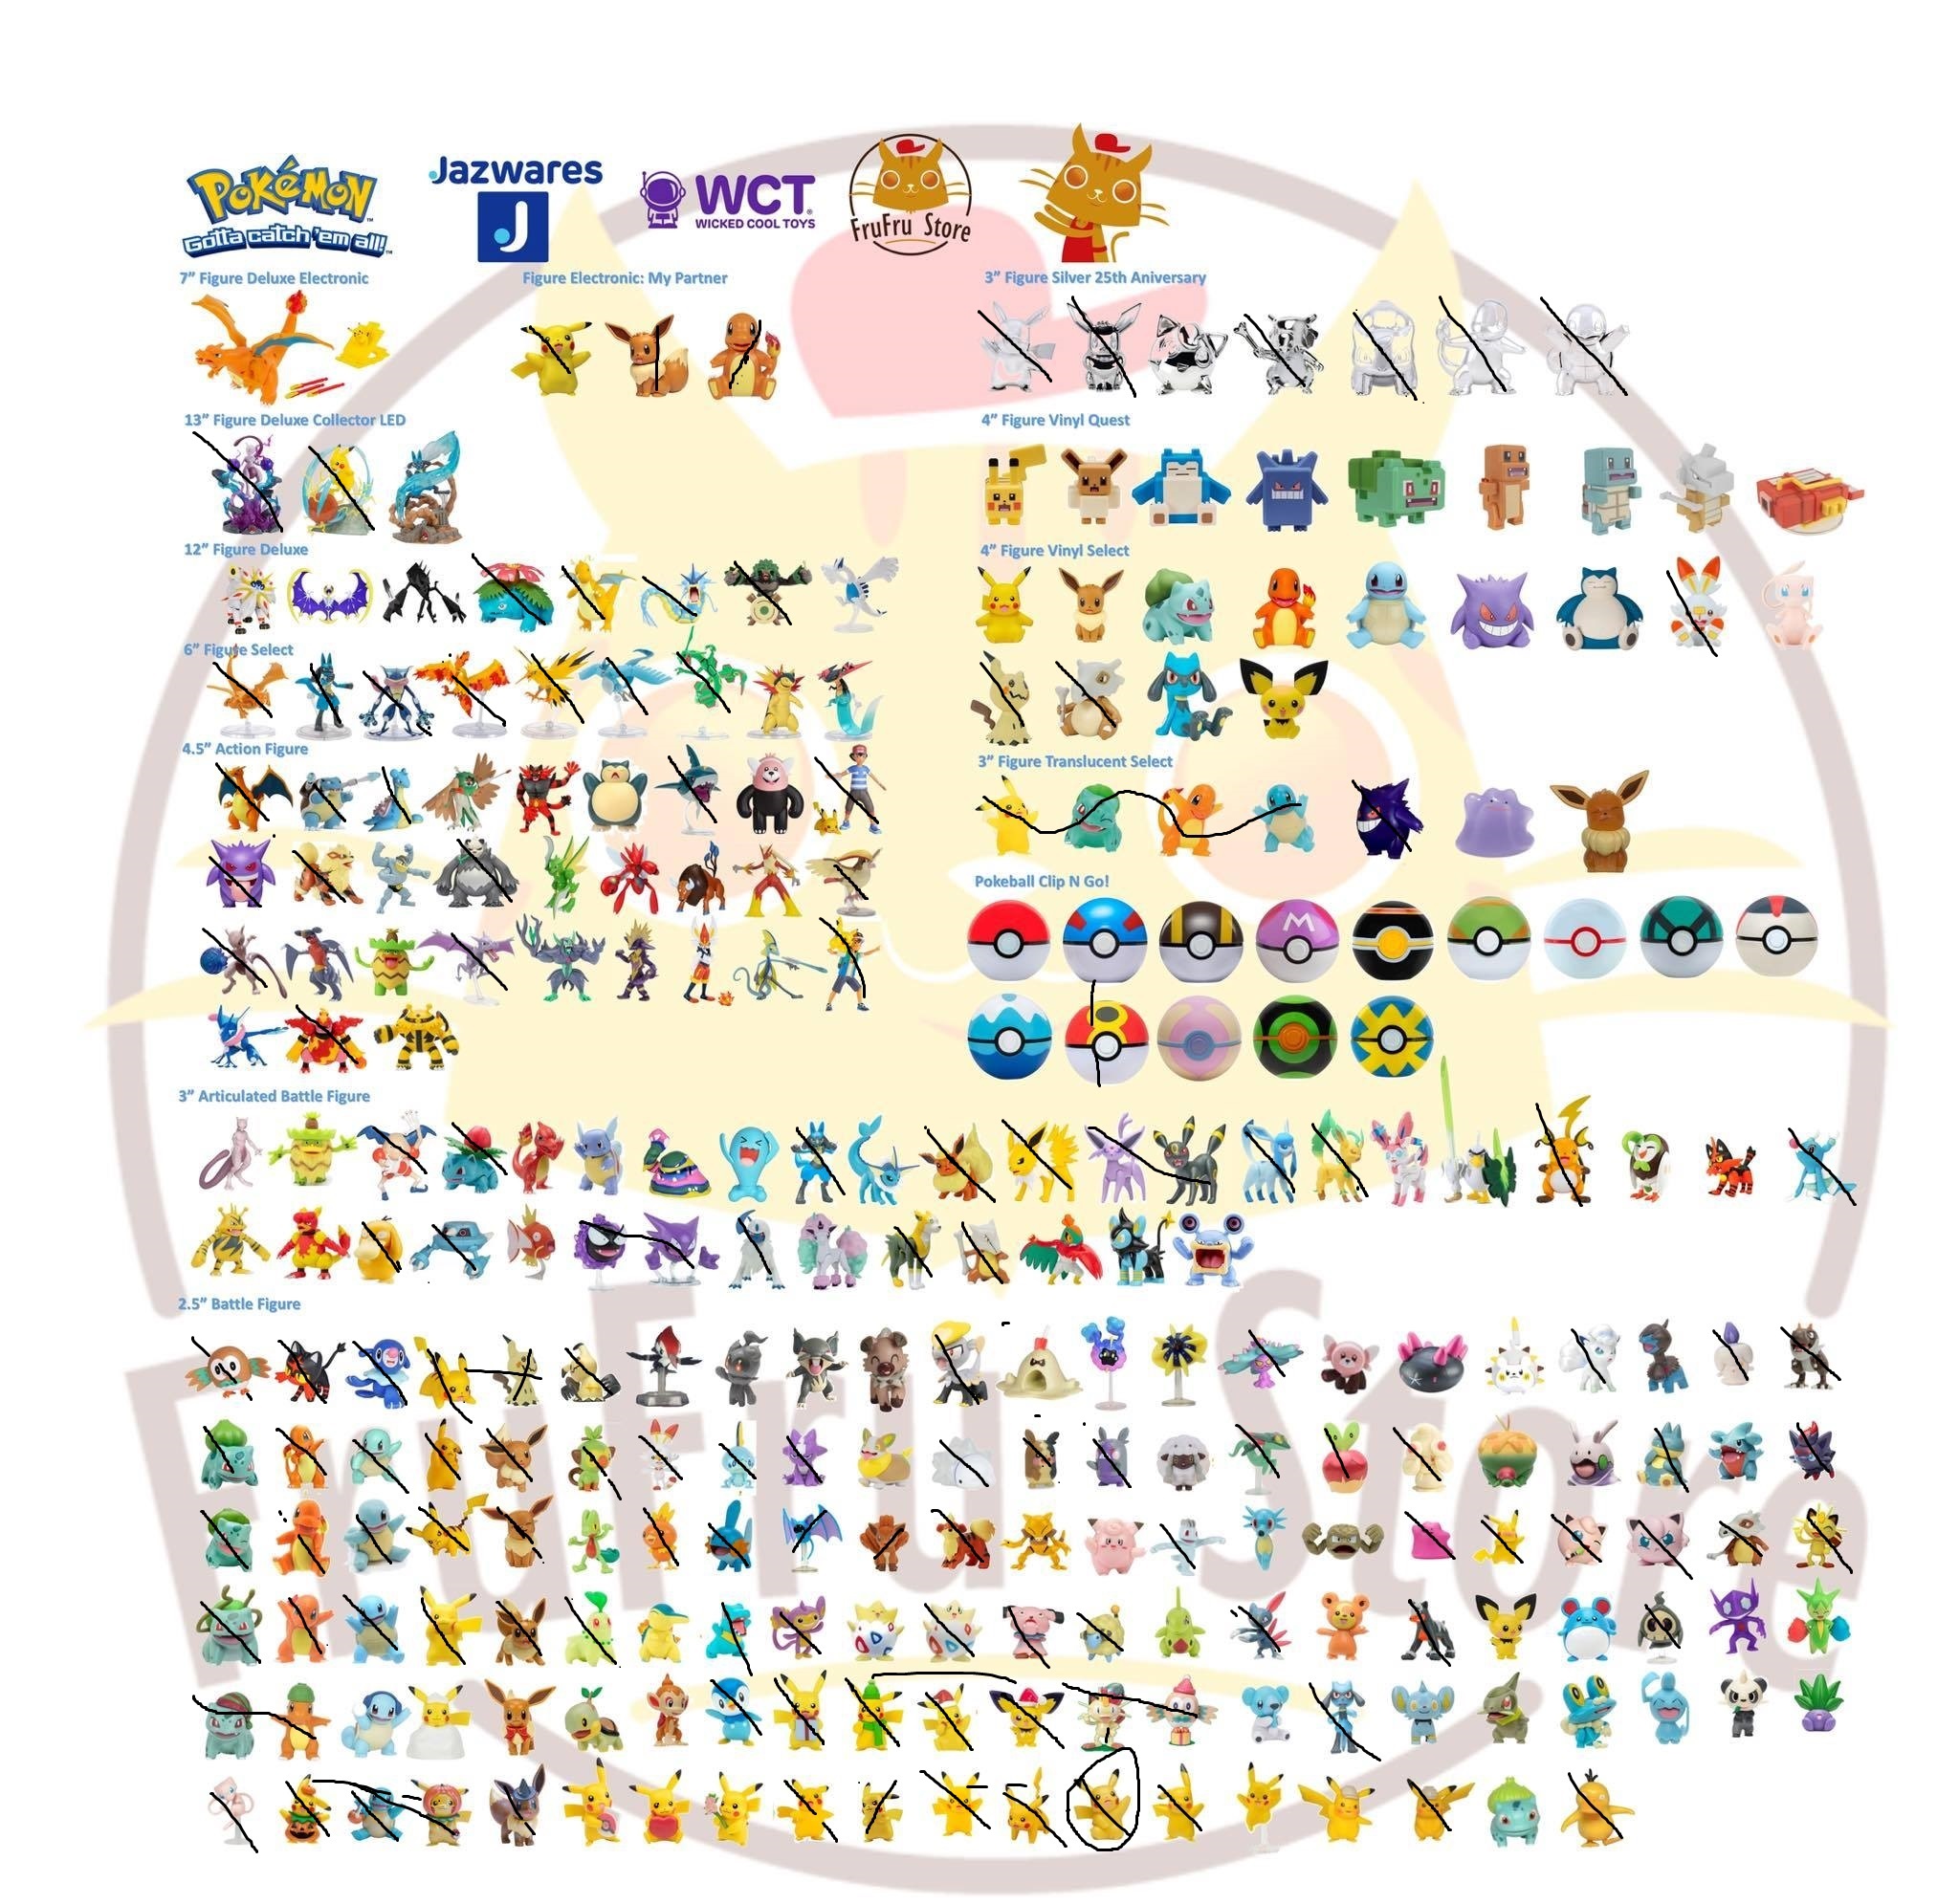 Pokémon
Gotta catch 'em all!
Jazwares
J
WCT
WICKED COOL TOYS
FruFru Store
7” Figure Deluxe Electronic
Figure Electronic: My Partner
3” Figure Silver 25th Aniversary
13” Figure Deluxe Collector LED
4” Figure Vinyl Quest
12” Figure Deluxe
4” Figure Vinyl Select
6” Figure Select
4.5” Action Figure
3” Figure Translucent Select
Pokeball Clip N Go!
M
3” Articulated Battle Figure
2.5” Battle Figure
FruFru Store